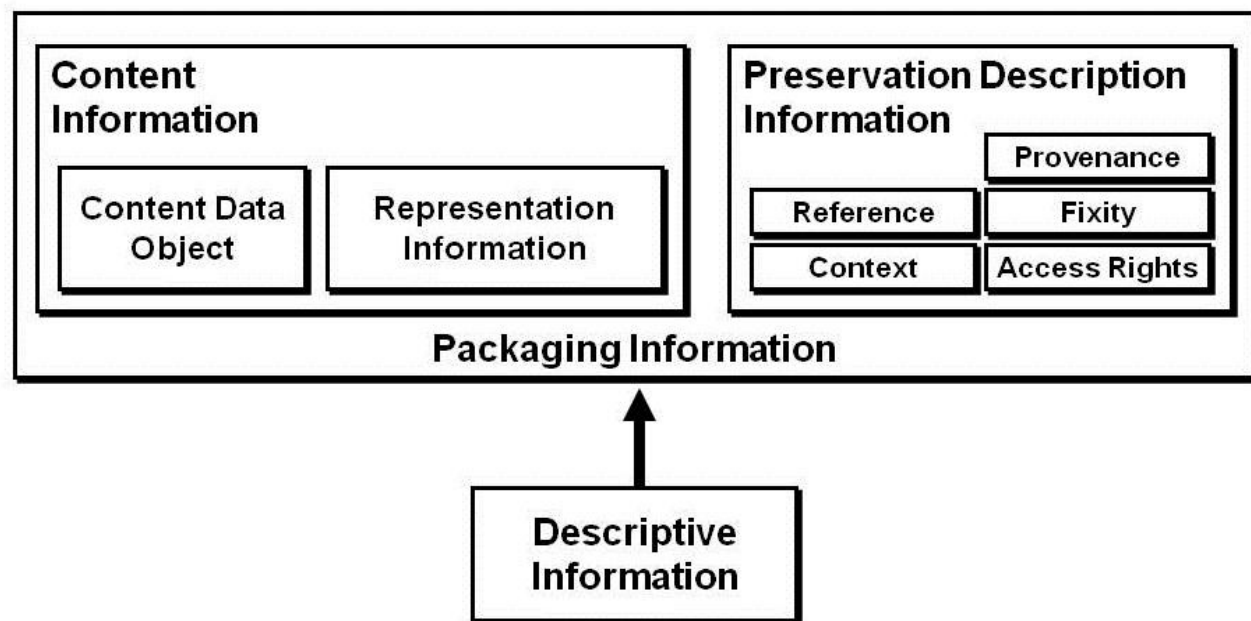 Content
Information
Content Data
Object
Representation
Information
Preservation Description
Information
Provenance
Reference
Fixity
Context
Access Rights
Packaging Information
Descriptive
Information